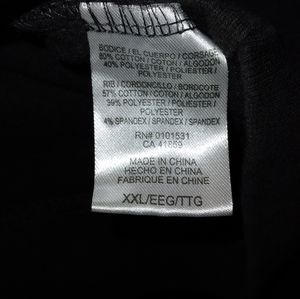 BODICE / EL CUERPO / CORSAGE
60% COTTON / COTON / ALGODON
40% POLYESTER / POLIESTER /
POLYESTER
RIB / CORDONCILLO / BORDCOTE
57% COTTON / COTON / ALGODON
39% POLYESTER / POLIESTER /
POLYESTER
4% SPANDEX / SPANDEX / SPANDEX
RN# 0101531
CA 41859
MADE IN CHINA
HECHO EN CHINA
FABRIQUE EN CHINE
XXL/EEG/TTG